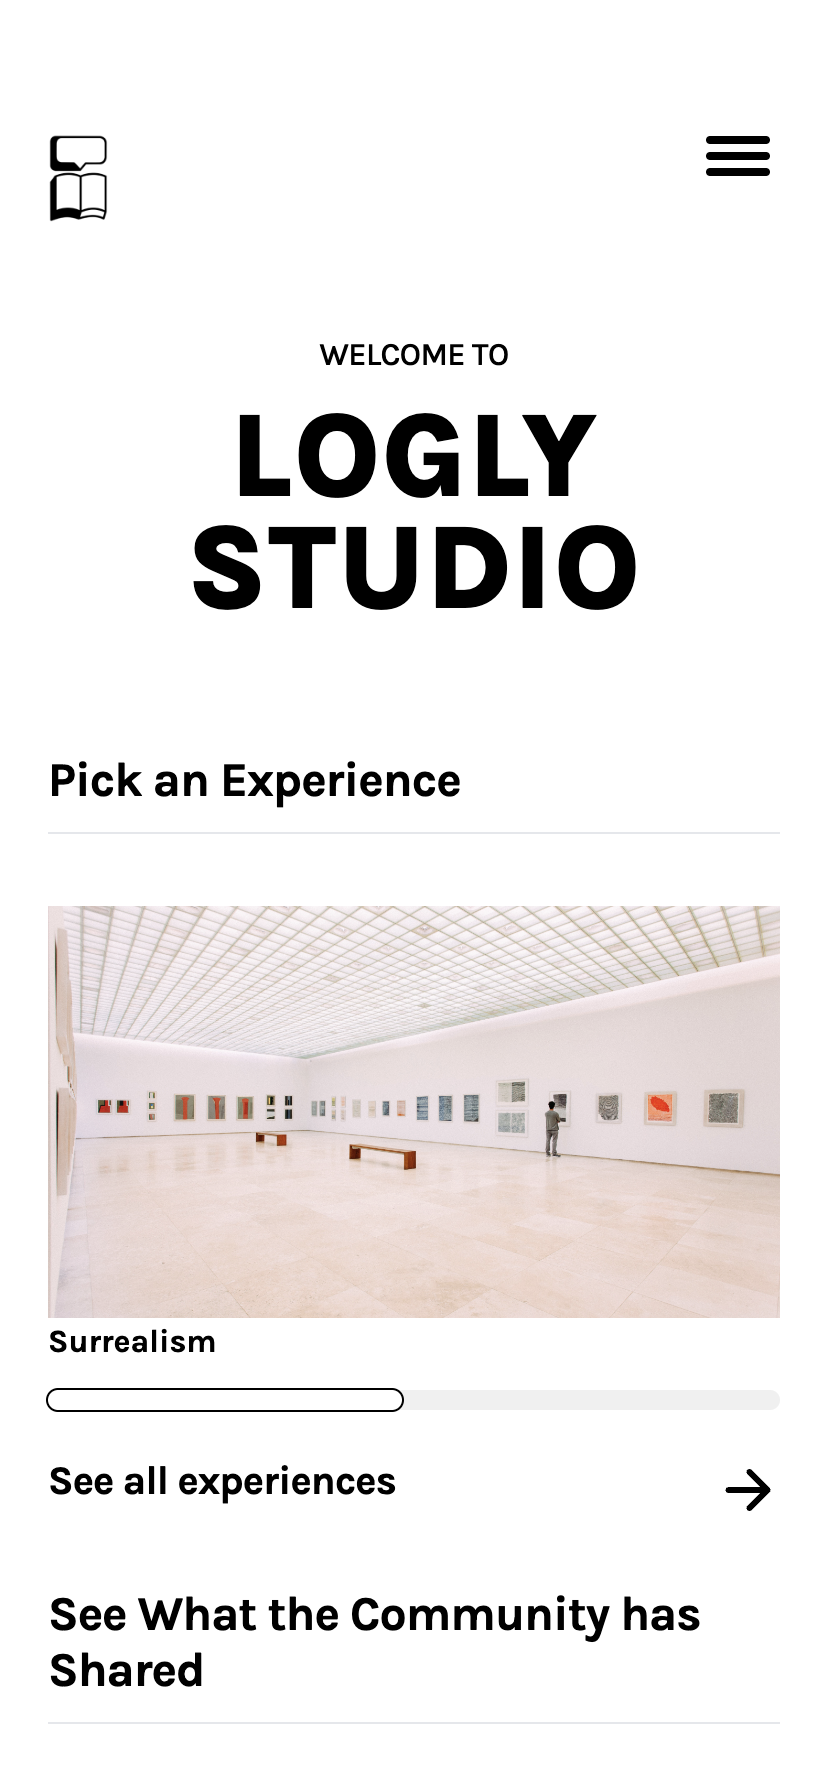 WELCOME TO
LOGLY
STUDIO
Pick an Experience
Surrealism
See all experiences
See What the Community has
Shared